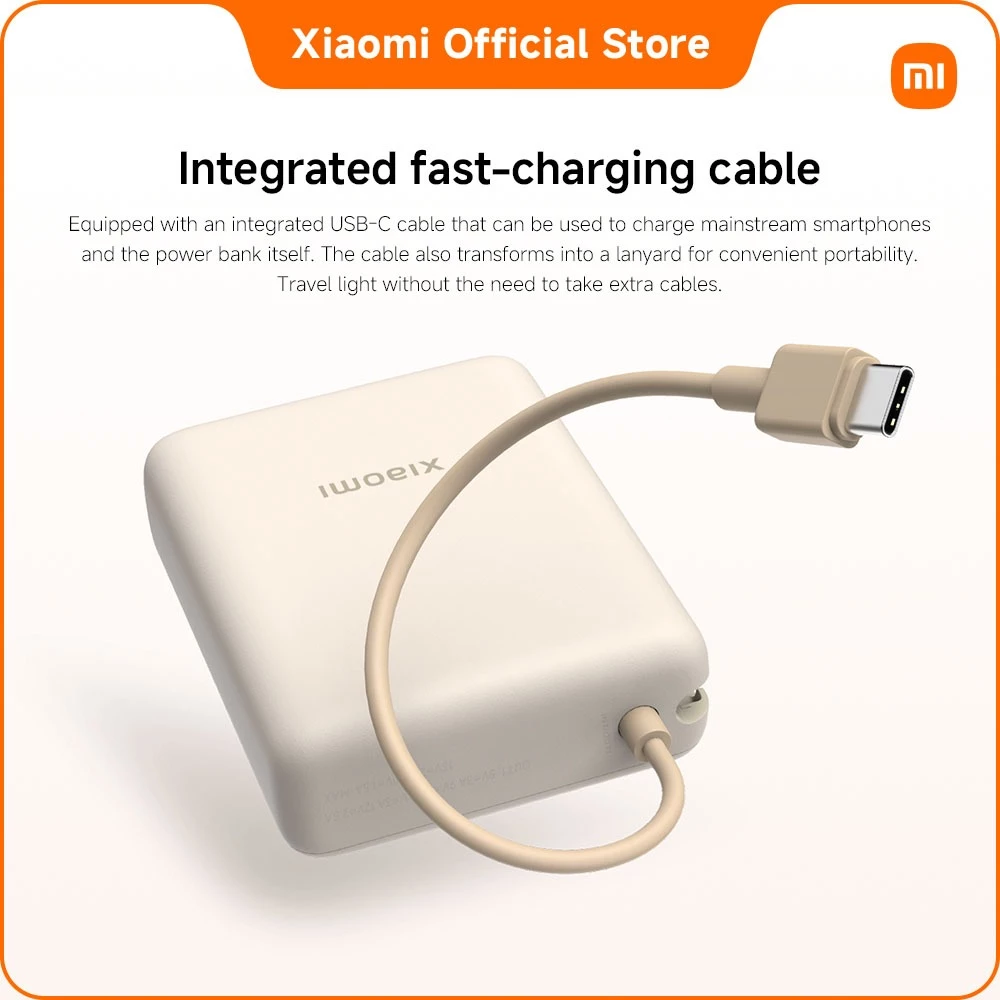 Xiaomi Official Store
mi
Integrated fast-charging cable
Equipped with an integrated USB-C cable that can be used to charge mainstream smartphones
and the power bank itself. The cable also transforms into a lanyard for convenient portability.
Travel light without the need to take extra cables.
xiaomi